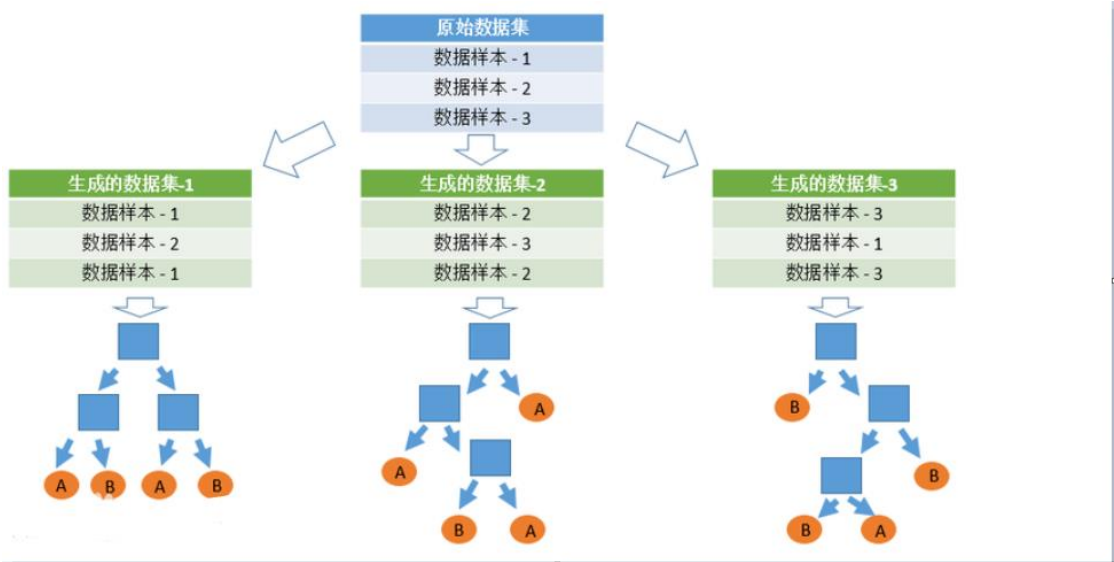 原始数据集
数据样本 - 1
数据样本 - 2
数据样本 - 3
生成的数据集-1
数据样本 - 1
数据样本 - 2
数据样本 - 1
生成的数据集-2
数据样本 - 2
数据样本 - 3
数据样本 - 2
生成的数据集-3
数据样本 - 3
数据样本 - 1
数据样本 - 3
A B A B
A
A
B A
B
B
B A